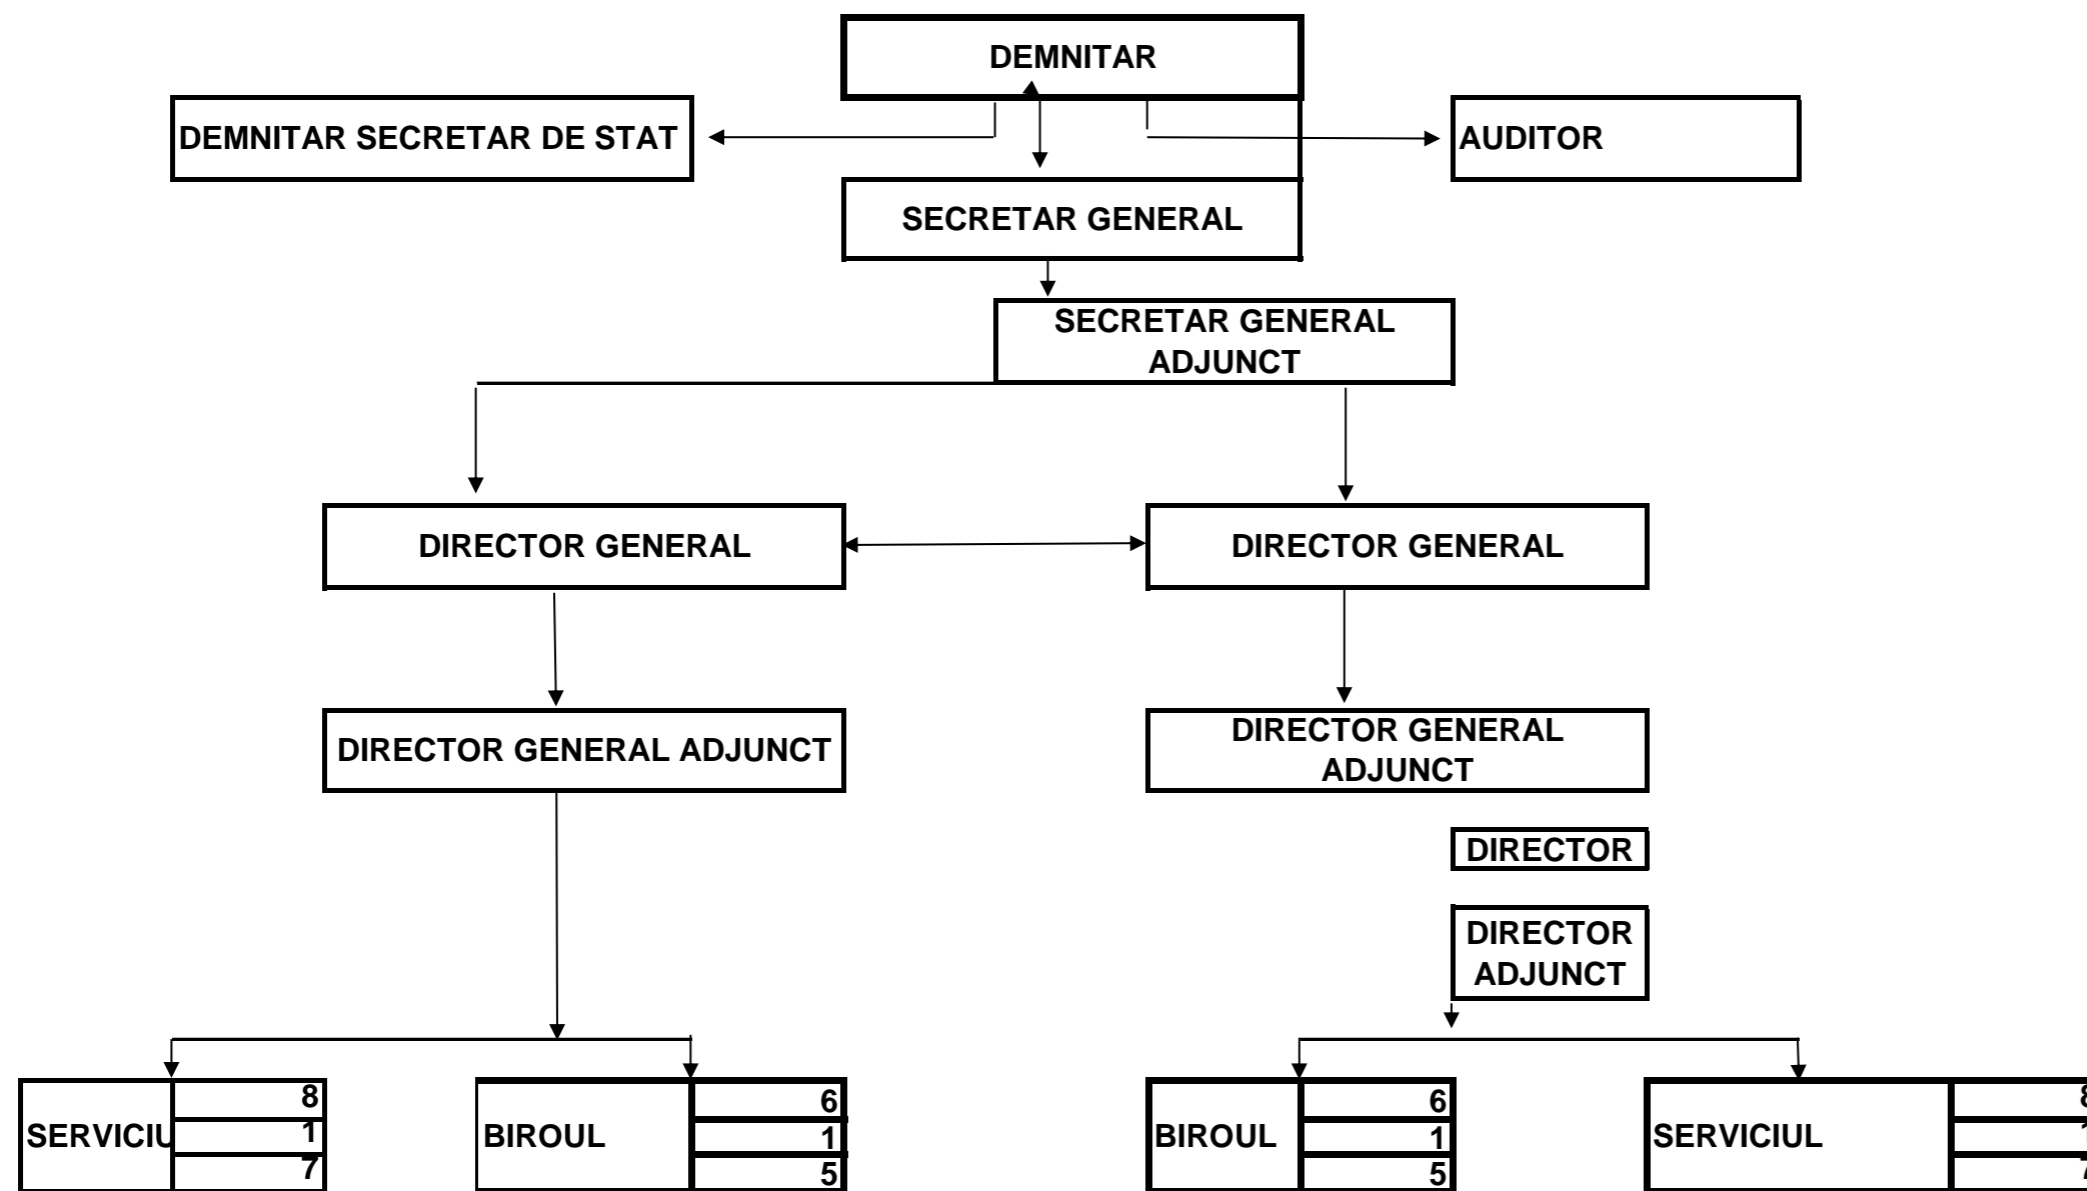 DEMNITAR
DEMNITAR SECRETAR DE STAT
AUDITOR
SECRETAR GENERAL
SECRETAR GENERAL
ADJUNCT
DIRECTOR GENERAL
DIRECTOR GENERAL
DIRECTOR GENERAL ADJUNCT
DIRECTOR GENERAL
ADJUNCT
DIRECTOR
DIRECTOR
ADJUNCT
SERVICIU
8
1
7
BIROUL
6
1
5
BIROUL
6
1
5
SERVICIUL